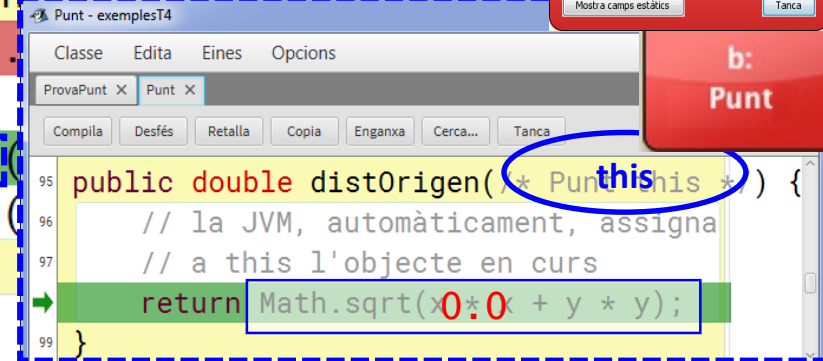 Mostra camps estàtics Tanca
Punt - exemplesT4
Classe Edita Eines Opcions
b:
Punt
ProvaPunt × Punt ×
Compila Desfés Retalla Copia Enganxa Cerca... Tanca
95 public double distOrigen(/* Punt this */) {
this
96 // la JVM, automàticament, assigna
97 // a this l'objecte en curs
return Math.sqrt(x * x + y * y);
0.0
99 }